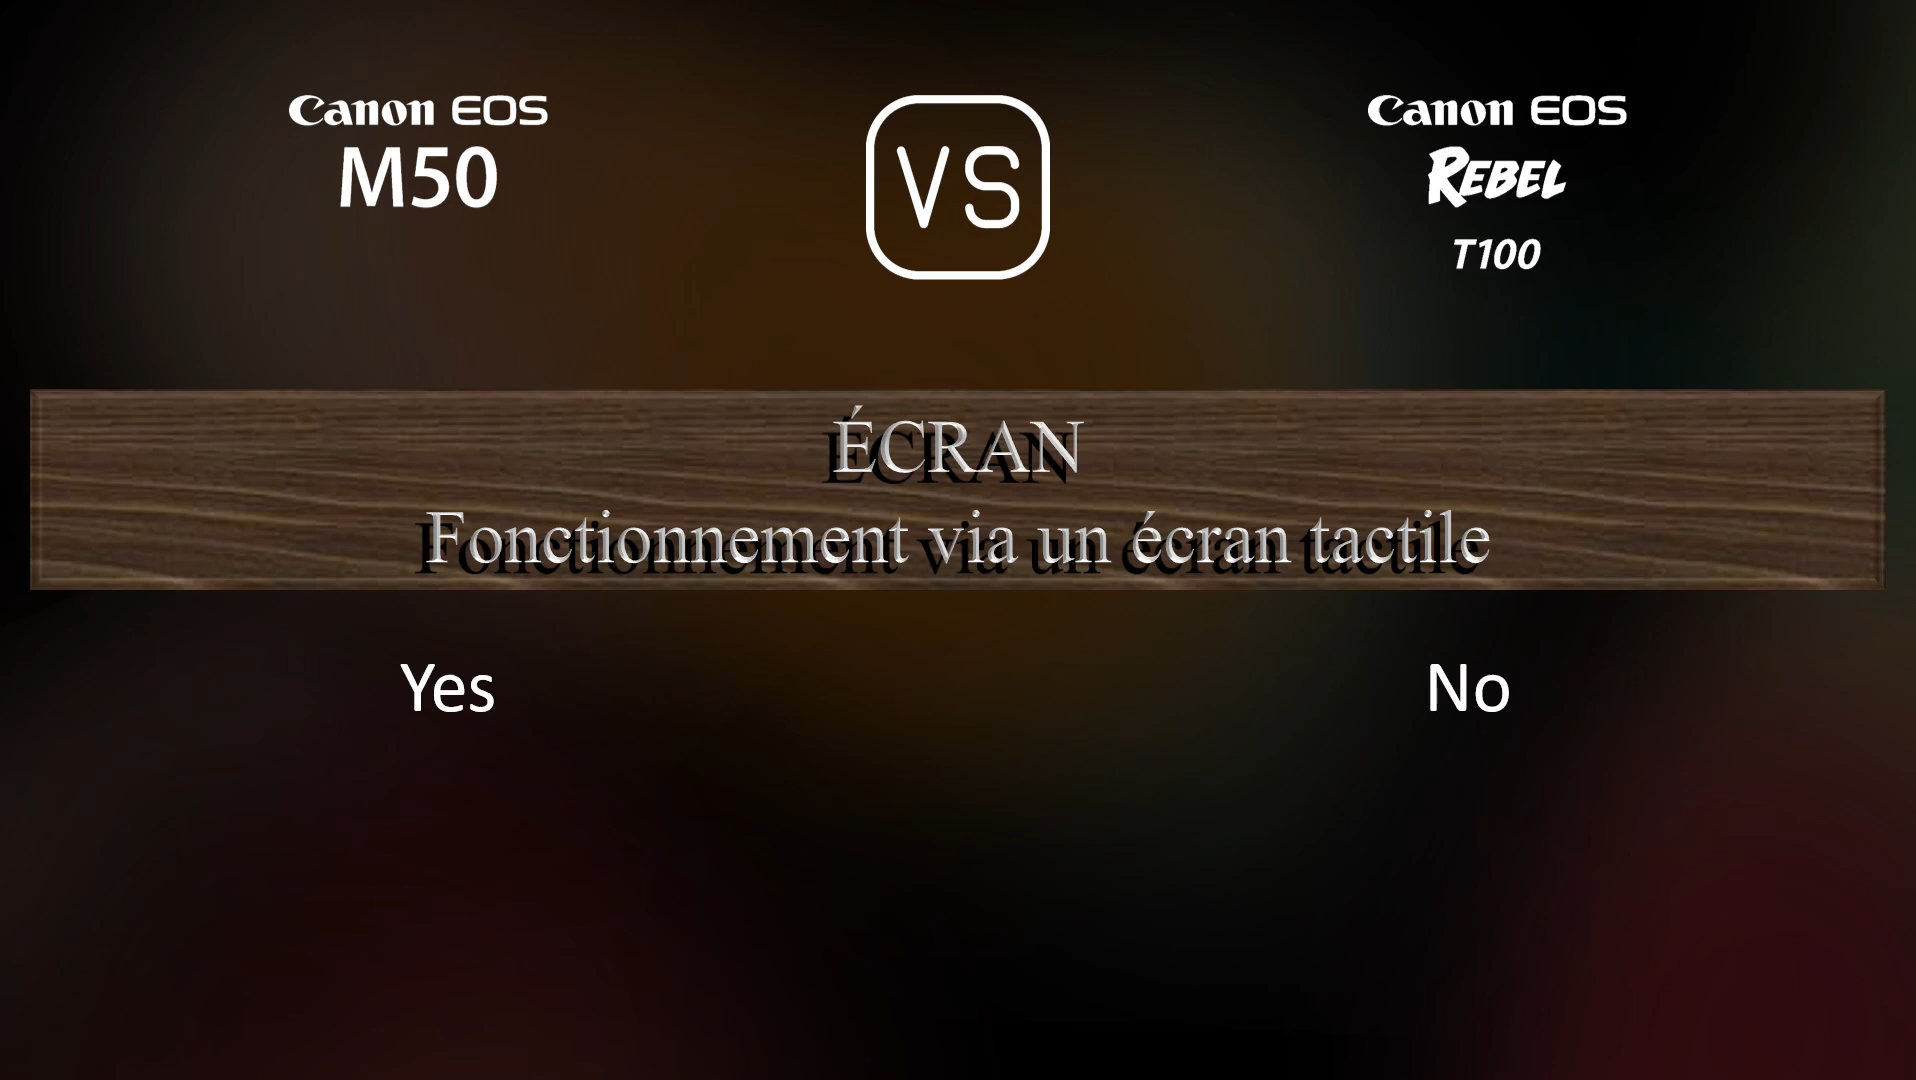 Canon EOS
M50
VS
Canon EOS
REBEL
T100
ÉCRAN
Fonctionnement via un écran tactile
Yes
No